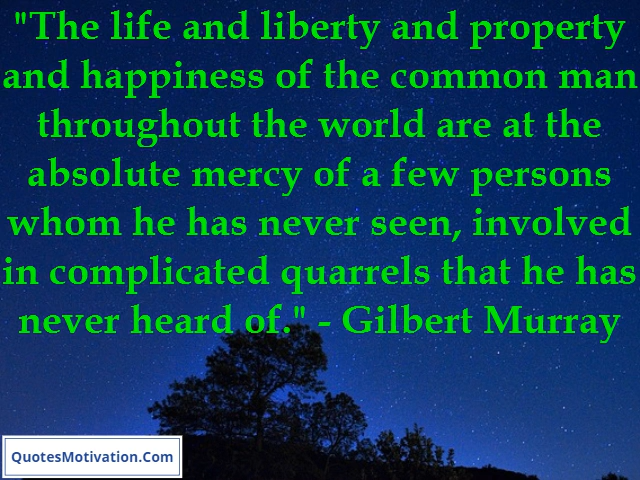 "The life and liberty and property
and happiness of the common man
throughout the world are at the
absolute mercy of a few persons
whom he has never seen, involved
in complicated quarrels that he has
never heard of." - Gilbert Murray
QuotesMotivation.Com